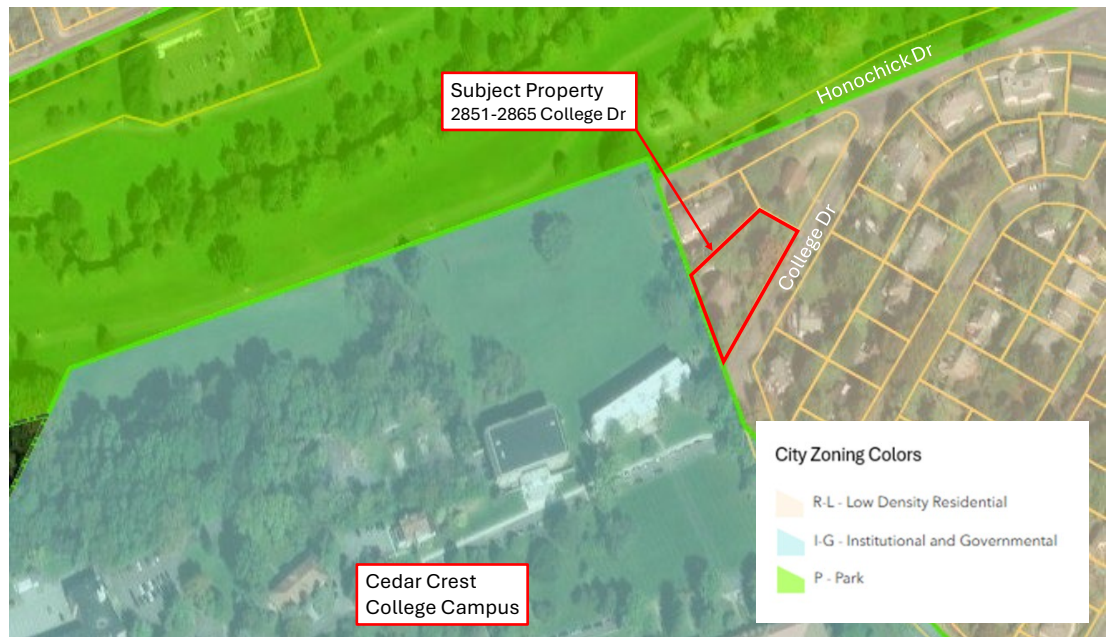 Honochick Dr
Subject Property
2851-2865 College Dr
College Dr
City Zoning Colors
R-L - Low Density Residential
I-G - Institutional and Governmental
P - Park
Cedar Crest
College Campus